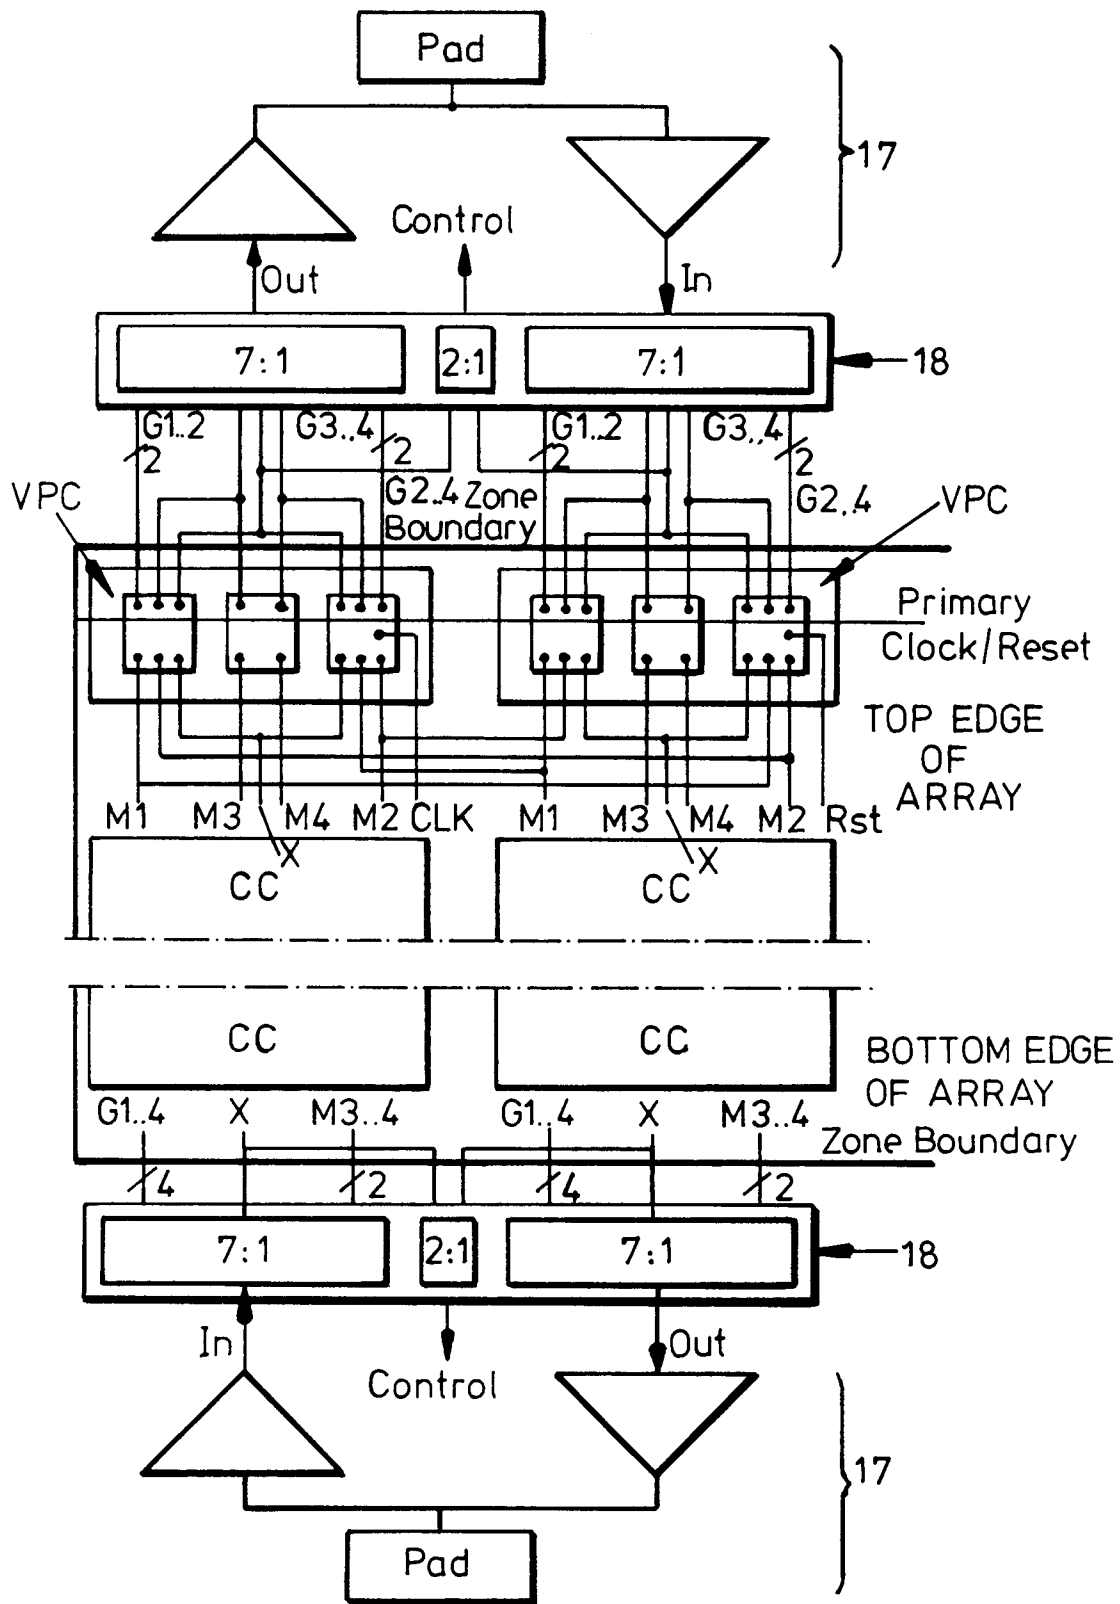 Pad
17
Control
Out
In
7:1
2:1
7:1
18
G1..2
G3..4
G1..2
G3..4
2
2
2
2
VPC
G2..4
Zone
Boundary
G2..4
VPC
Primary
Clock/Reset
TOP EDGE
OF
ARRAY
M1
M3
M4
M2
CLK
M1
M3
M4
M2
Rst
X
X
CC
CC
CC
CC
BOTTOM EDGE
OF ARRAY
Zone Boundary
G1..4
X
M3..4
G1..4
X
M3..4
4
2
4
2
7:1
2:1
7:1
18
In
Control
Out
17
Pad